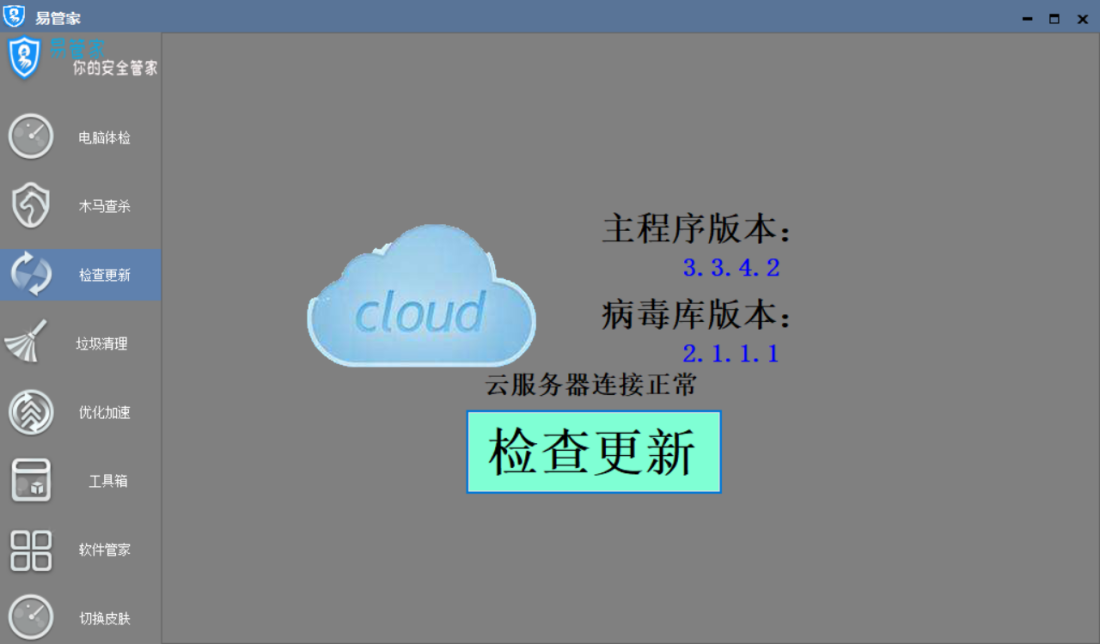 易管家
易管家
你的安全管家
电脑体检
木马查杀
检查更新
垃圾清理
优化加速
工具箱
软件管家
切换皮肤
cloud
主程序版本：
3.3.4.2
病毒库版本：
2.1.1.1
云服务器连接正常
检查更新